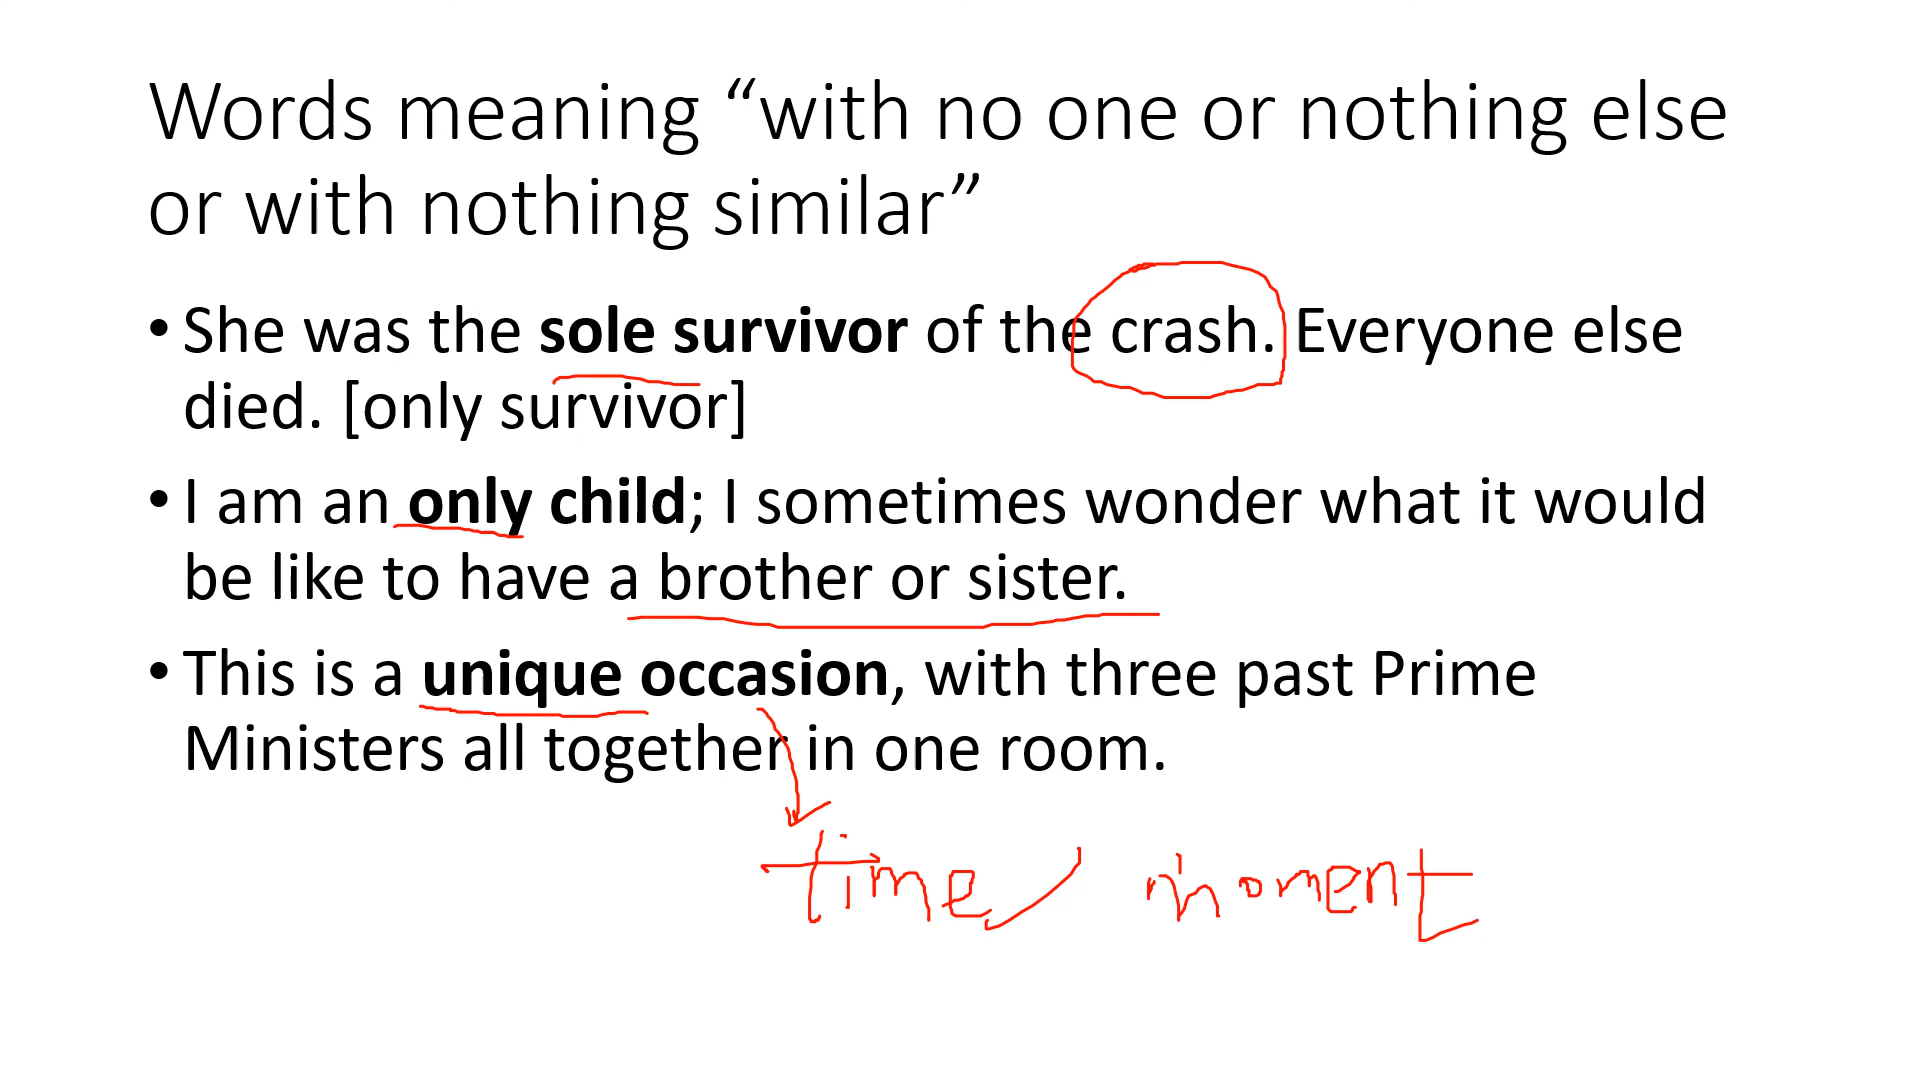 Words meaning “with no one or nothing else
or with nothing similar”
• She was the sole survivor of the crash. Everyone else
died. [only survivor]
• I am an only child; I sometimes wonder what it would
be like to have a brother or sister.
• This is a unique occasion, with three past Prime
Ministers all together in one room.
time/ moment